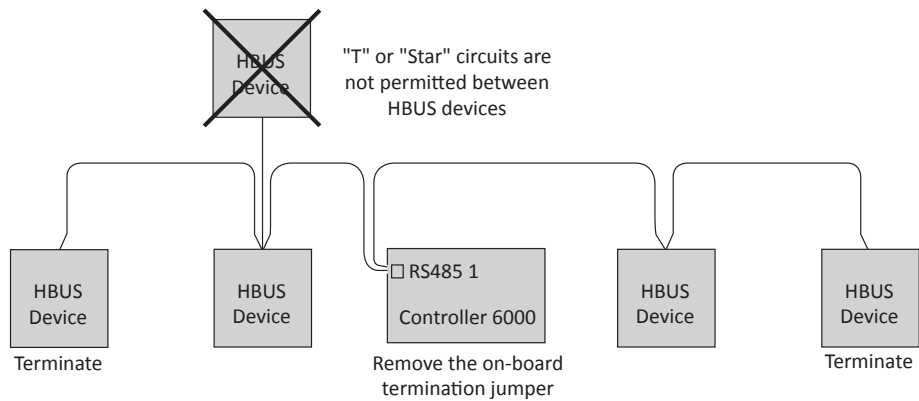 HBUS
Device
"T" or "Star" circuits are
not permitted between
HBUS devices
HBUS
Device
Terminate
HBUS
Device
RS485 1
Controller 6000
Remove the on-board
termination jumper
HBUS
Device
HBUS
Device
Terminate